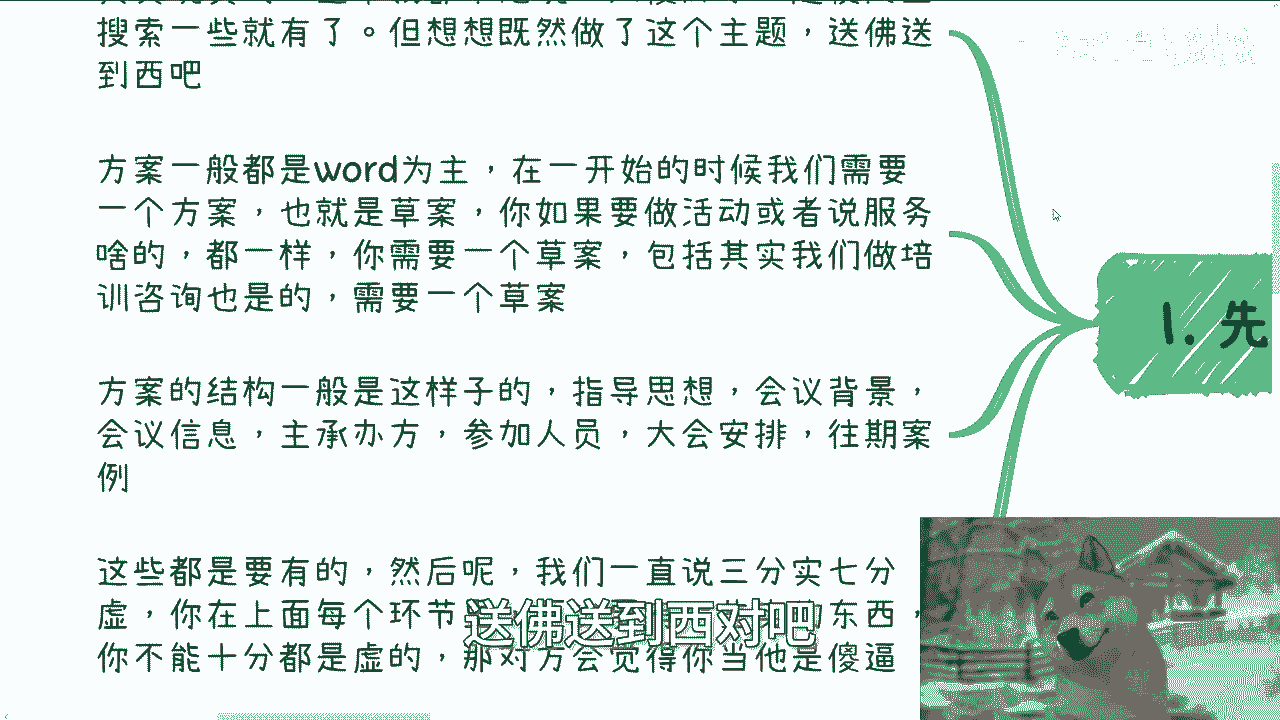 搜索一些就有了。但想想既然做了这个主题，送佛送
到西吧
方案一般都是word为主，在一开始的时候我们需要
一个方案，也就是草案，你如果要做活动或者说服务
啥的，都一样，你需要一个草案，包括其实我们做培
训咨询也是的，需要一个草案
方案的结构一般是这样子的，指导思想，会议背景，
会议信息，主承办方，参加人员，大会安排，往期案
例
1. 先
这些都是要有的，然后呢，我们一直说三分实七分
虚，你在上面每个环节 东西，
送佛送到西对吧
你不能十分都是虚的，那对方会觉得你当他是傻逼